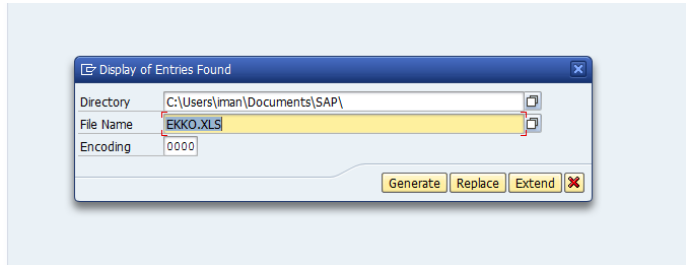 Display of Entries Found
Directory C:\Users\iman\Documents\SAP\
File Name EKKO.XLS
Encoding 0000
Generate Replace Extend